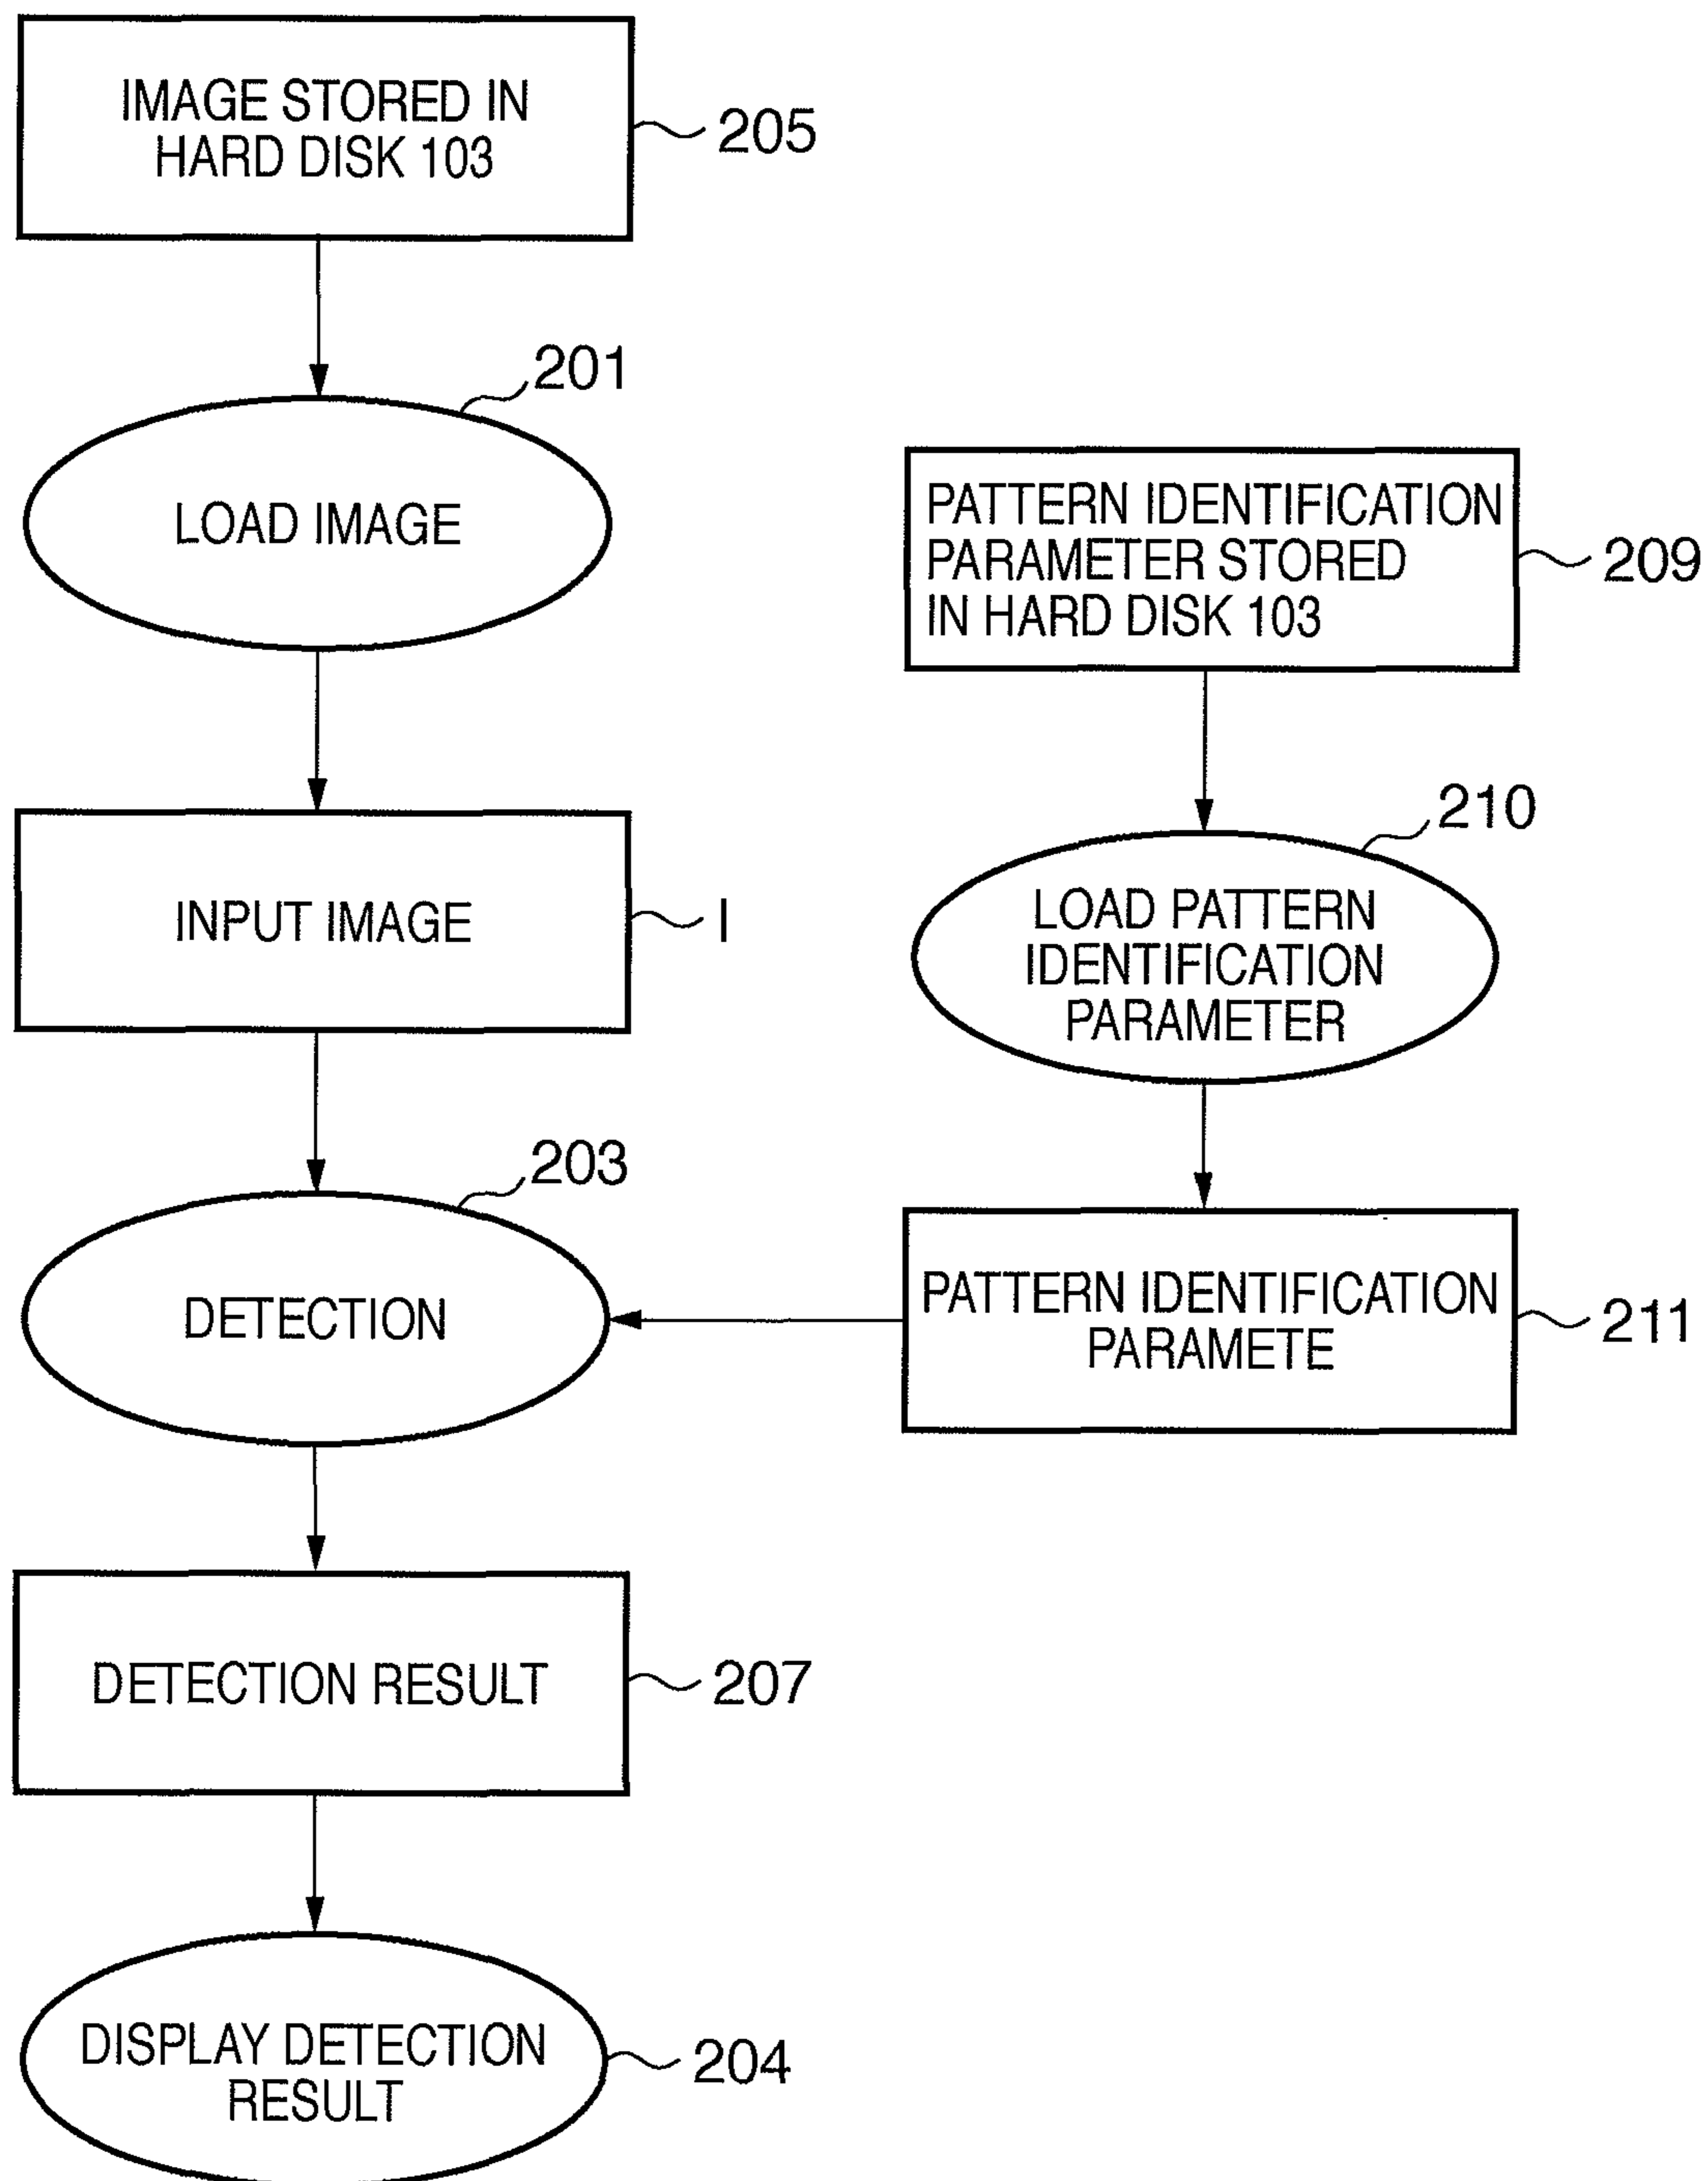 IMAGE STORED IN
HARD DISK 103
205
201
LOAD IMAGE
PATTERN IDENTIFICATION
PARAMETER STORED
IN HARD DISK 103
209
INPUT IMAGE
I
210
LOAD PATTERN
IDENTIFICATION
PARAMETER
203
DETECTION
PATTERN IDENTIFICATION
PARAMETE
211
DETECTION RESULT
207
DISPLAY DETECTION
RESULT
204